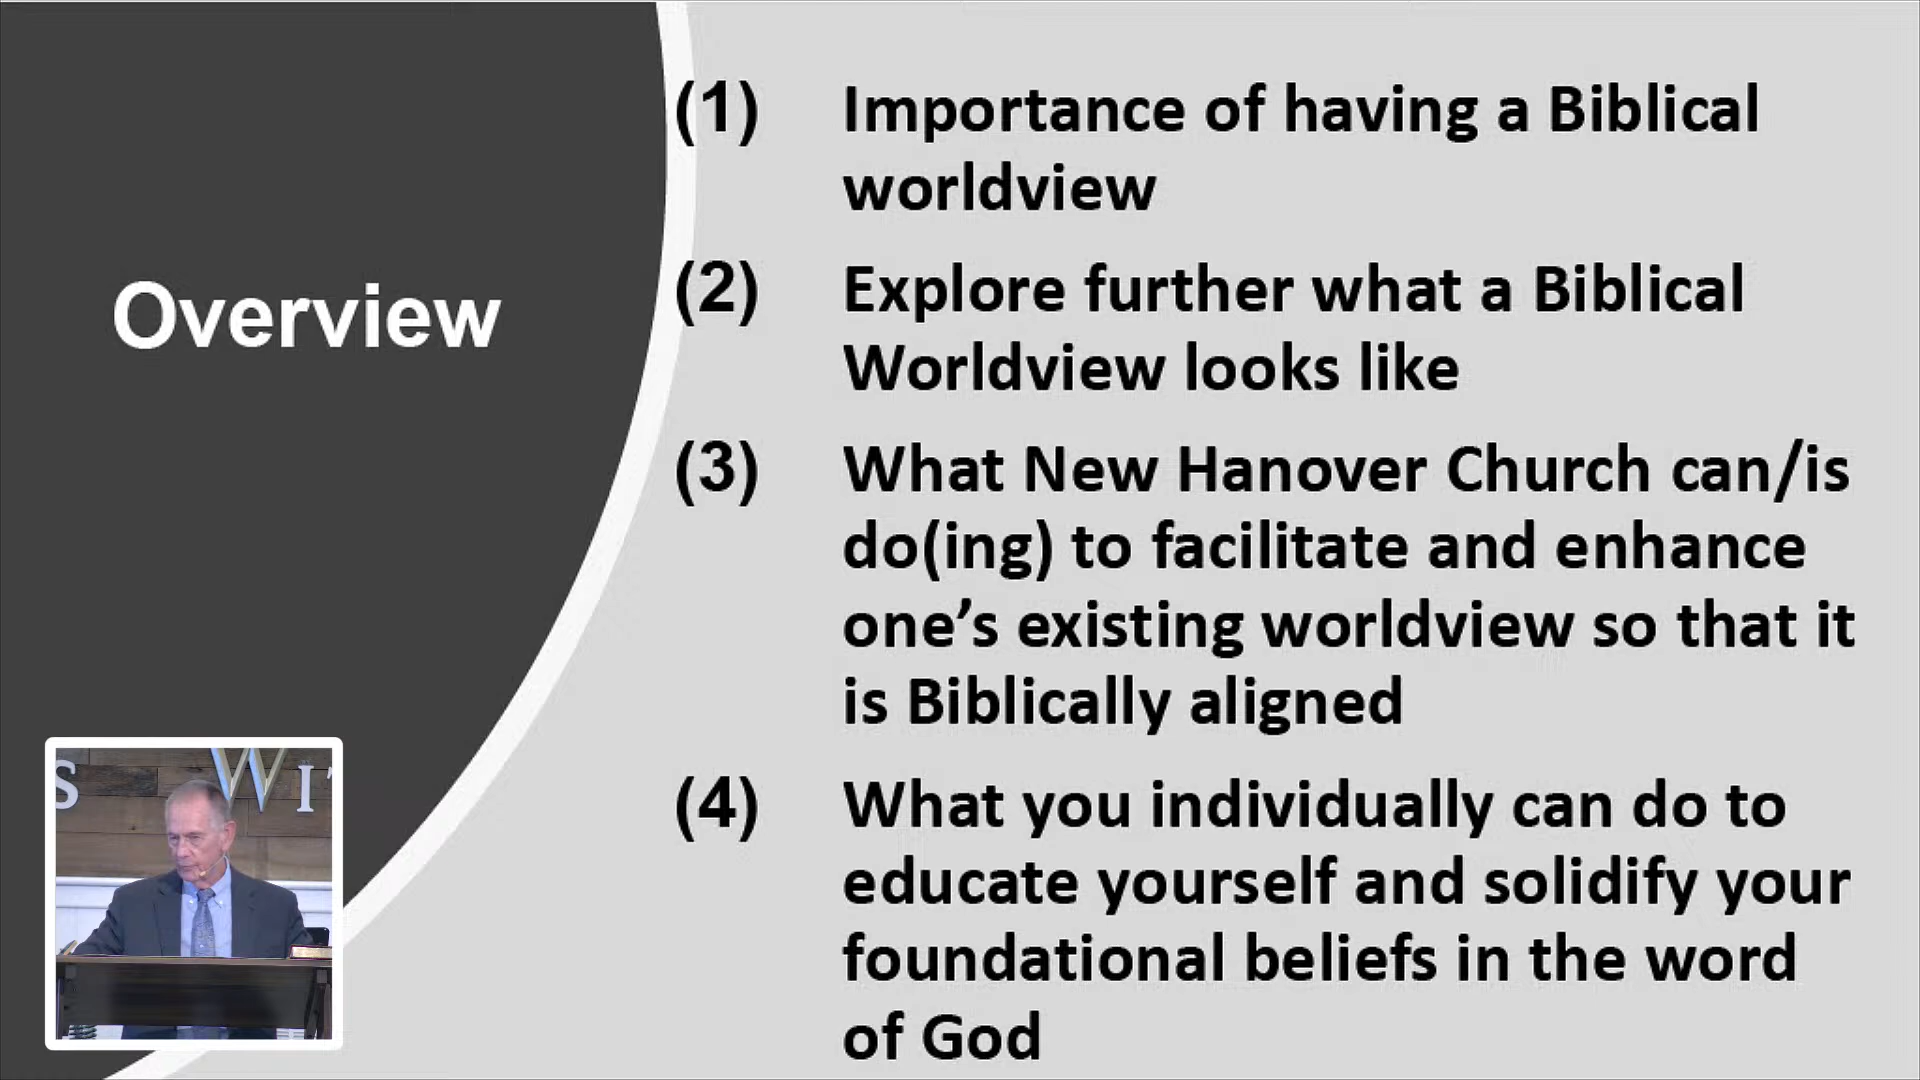 Overview
(1) Importance of having a Biblical
worldview
(2) Explore further what a Biblical
Worldview looks like
(3) What New Hanover Church can/is
do(ing) to facilitate and enhance
one’s existing worldview so that it
is Biblically aligned
(4) What you individually can do to
educate yourself and solidify your
foundational beliefs in the word
of God
S WI